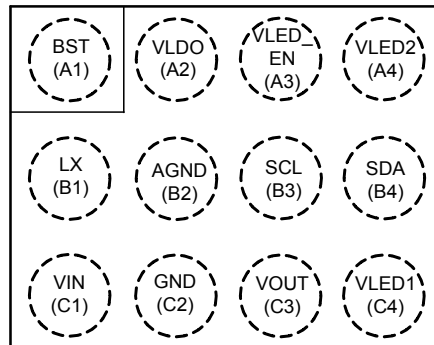 BST
(A1)
VLDO
(A2)
VLED_
EN
(A3)
VLED2
(A4)
LX
(B1)
AGND
(B2)
SCL
(B3)
SDA
(B4)
VIN
(C1)
GND
(C2)
VOUT
(C3)
VLED1
(C4)